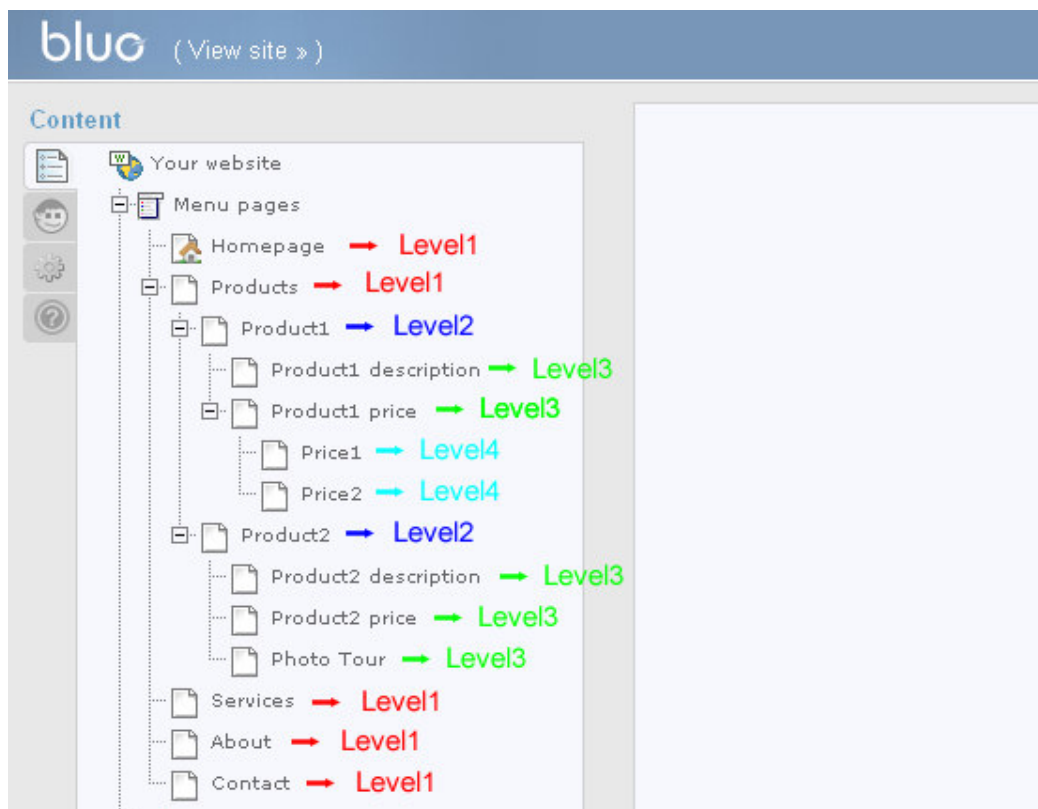 bluo ( View site » )
Content
Your website
Menu pages
Homepage Level1
Products Level1
Product1 Level2
Product1 description Level3
Product1 price Level3
Price1 Level4
Price2 Level4
Product2 Level2
Product2 description Level3
Product2 price Level3
Photo Tour Level3
Services Level1
About Level1
Contact Level1